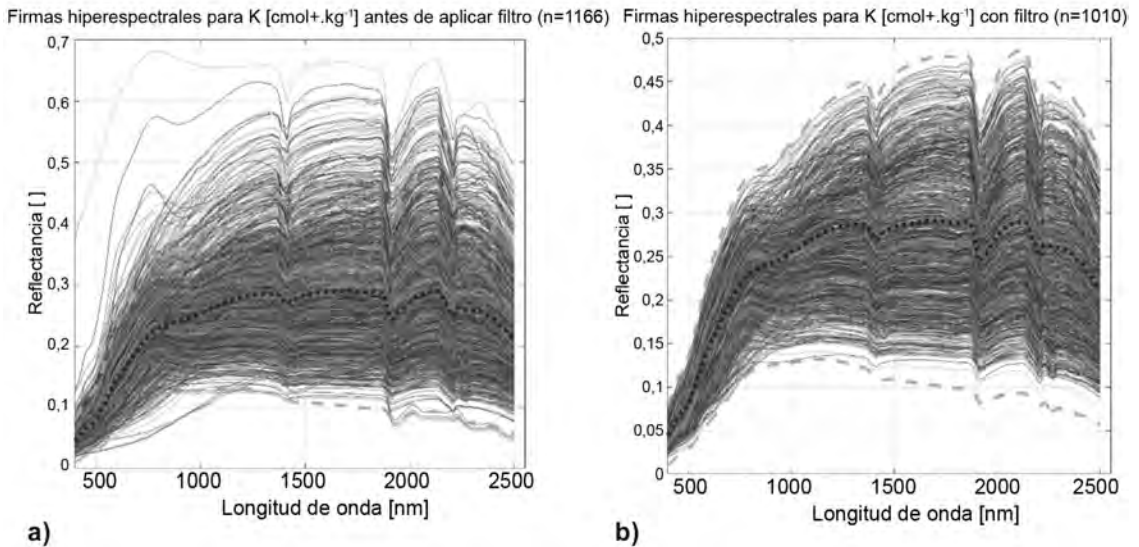 Firmas hiperespectrales para K [cmol+.kg⁻¹] antes de aplicar filtro (n=1166)
0,7
0,6
0,5
0,4
0,3
0,2
0,1
0
Reflectancia [ ]
500 1000 1500 2000 2500
Longitud de onda [nm]
a)
Firmas hiperespectrales para K [cmol+.kg⁻¹] con filtro (n=1010)
0,5
0,45
0,4
0,35
0,3
0,25
0,2
0,15
0,1
0,05
0
Reflectancia [ ]
500 1000 1500 2000 2500
Longitud de onda [nm]
b)